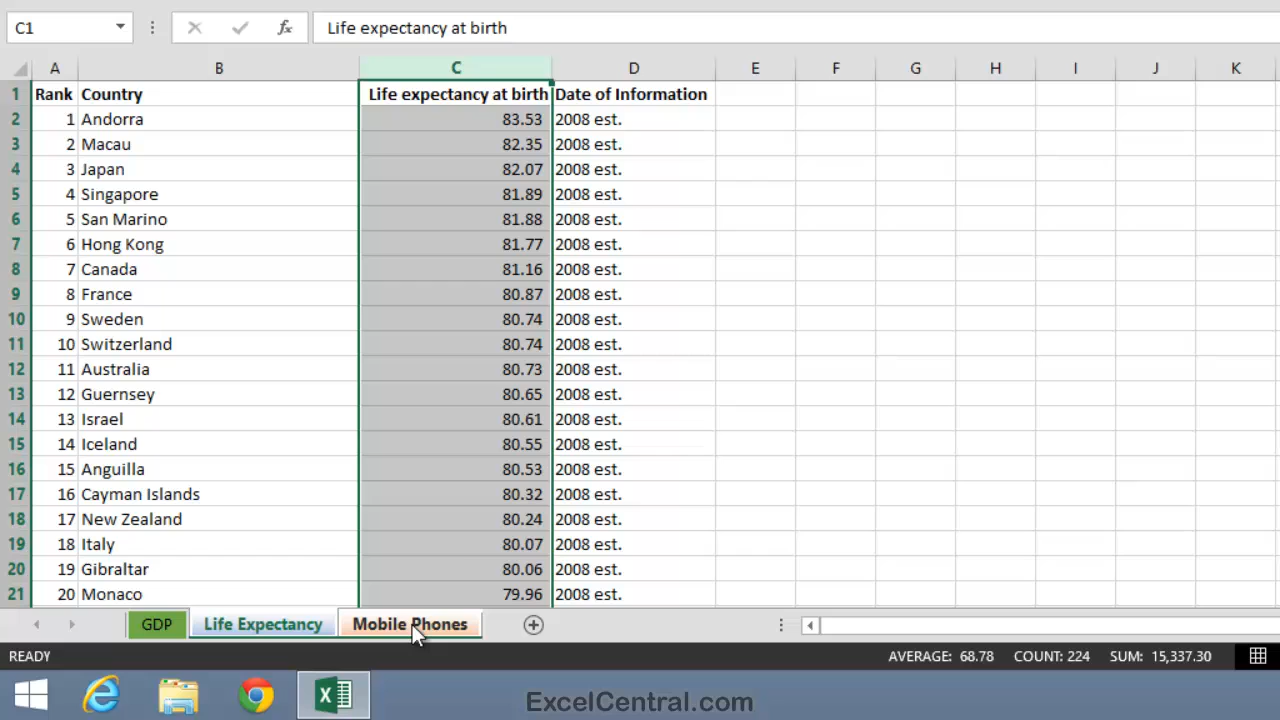 C1 Life expectancy at birth
A B C D E F G H I J K
1 Rank Country Life expectancy at birth Date of Information
2 1 Andorra 83.53 2008 est.
3 2 Macau 82.35 2008 est.
4 3 Japan 82.07 2008 est.
5 4 Singapore 81.89 2008 est.
6 5 San Marino 81.88 2008 est.
7 6 Hong Kong 81.77 2008 est.
8 7 Canada 81.16 2008 est.
9 8 France 80.87 2008 est.
10 9 Sweden 80.74 2008 est.
11 10 Switzerland 80.74 2008 est.
12 11 Australia 80.73 2008 est.
13 12 Guernsey 80.65 2008 est.
14 13 Israel 80.61 2008 est.
15 14 Iceland 80.55 2008 est.
16 15 Anguilla 80.53 2008 est.
17 16 Cayman Islands 80.32 2008 est.
18 17 New Zealand 80.24 2008 est.
19 18 Italy 80.07 2008 est.
20 19 Gibraltar 80.06 2008 est.
21 20 Monaco 79.96 2008 est.
GDP Life Expectancy Mobile Phones
READY AVERAGE: 68.78 COUNT: 224 SUM: 15,337.30
ExcelCentral.com